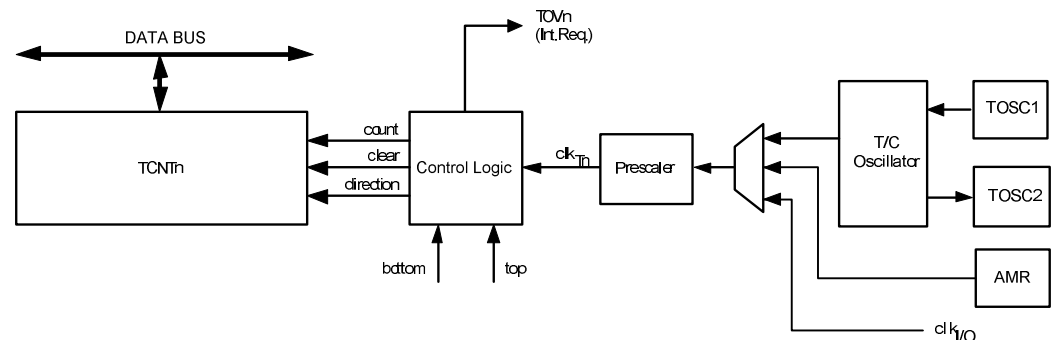 TOVn
(Int.Req.)
DATA BUS
TCNTn
count
clear
direction
Control Logic
bottom
top
clkTn
Prescaler
T/C
Oscillator
TOSC1
TOSC2
AMR
clkI/O